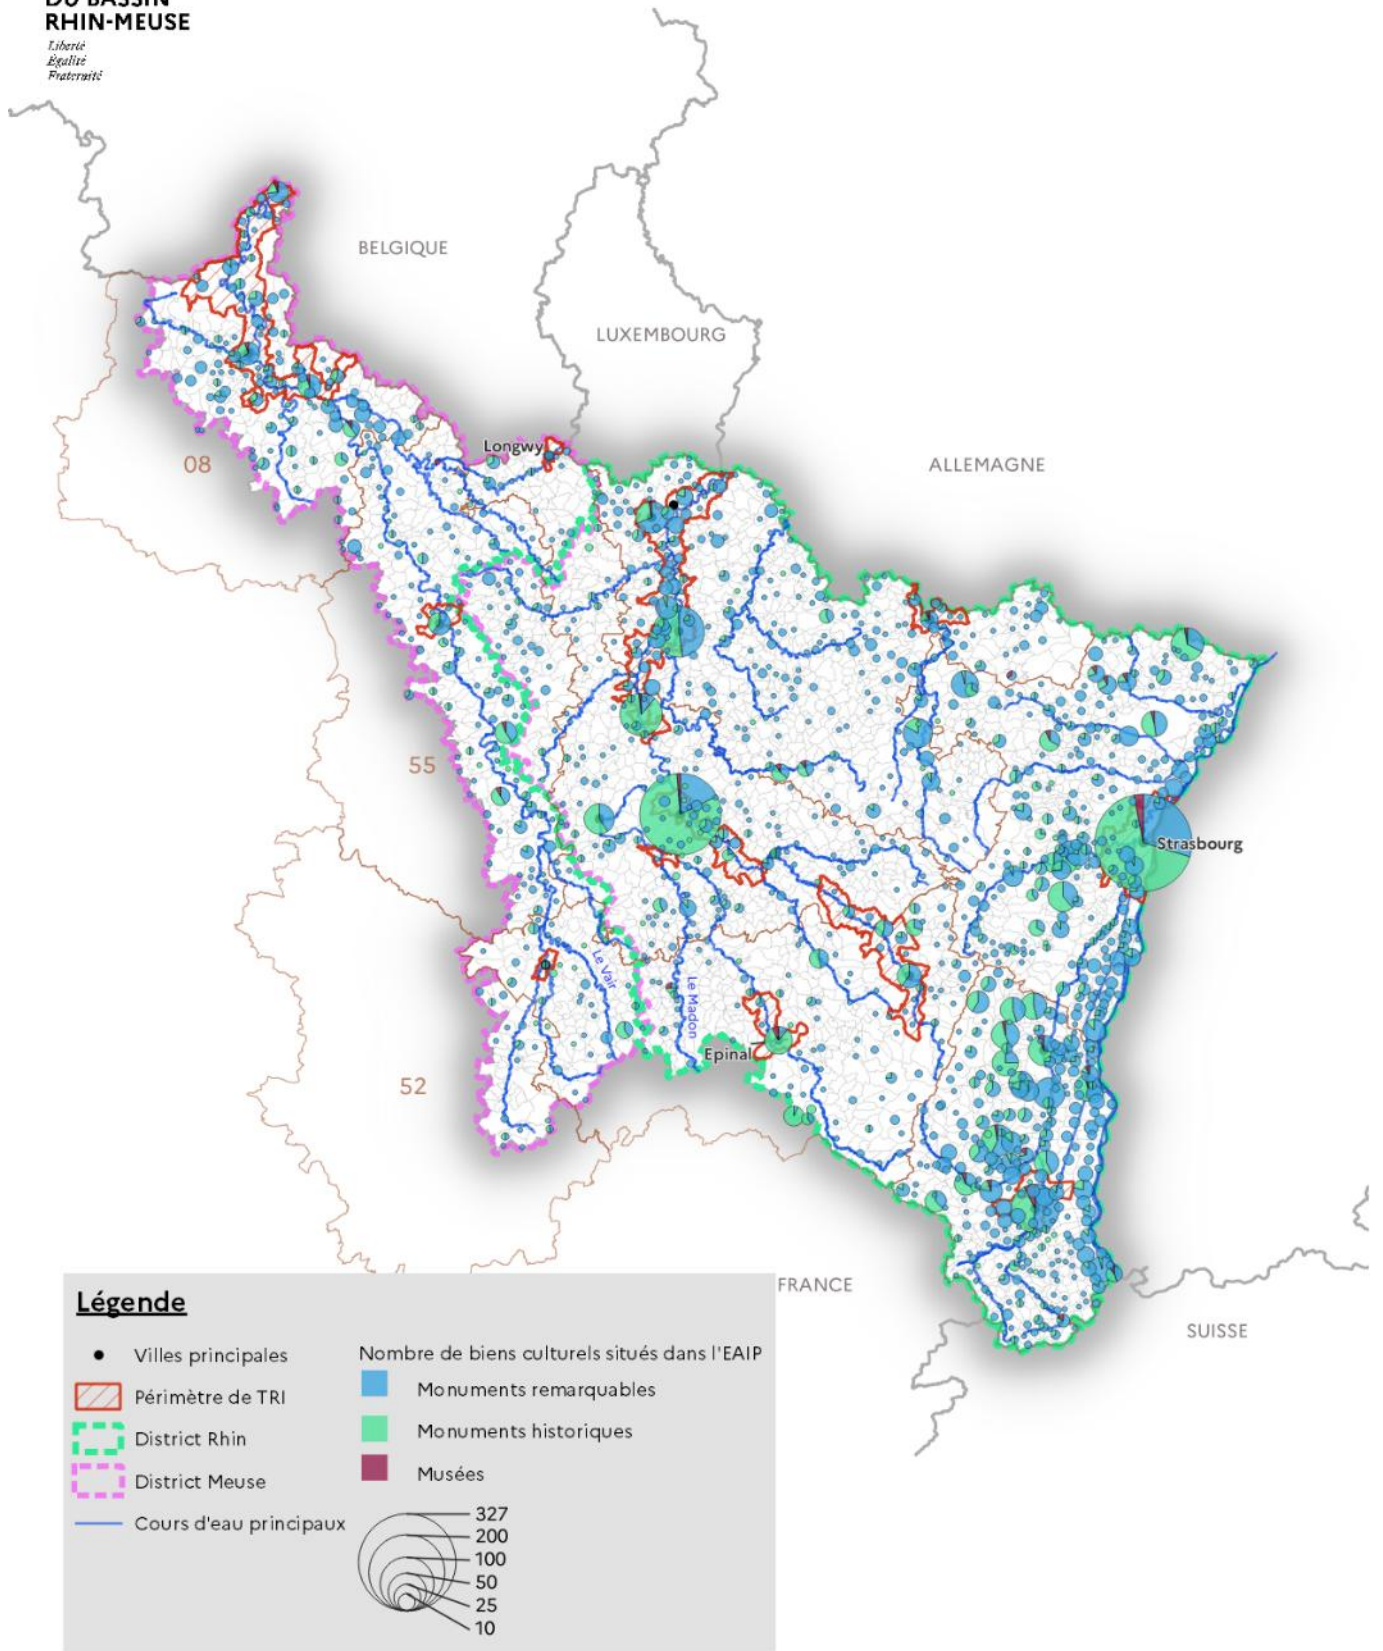 DU BASSIN
RHIN-MEUSE
Liberté
Égalité
Fraternité
BELGIQUE
LUXEMBOURG
Longwy
08
ALLEMAGNE
55
Strasbourg
Le Vair
Le Madon
Epinal
52
FRANCE
SUISSE
Légende
Villes principales
Périmètre de TRI
District Rhin
District Meuse
Cours d'eau principaux
Nombre de biens culturels situés dans l'EAIP
Monuments remarquables
Monuments historiques
Musées
327
200
100
50
25
10